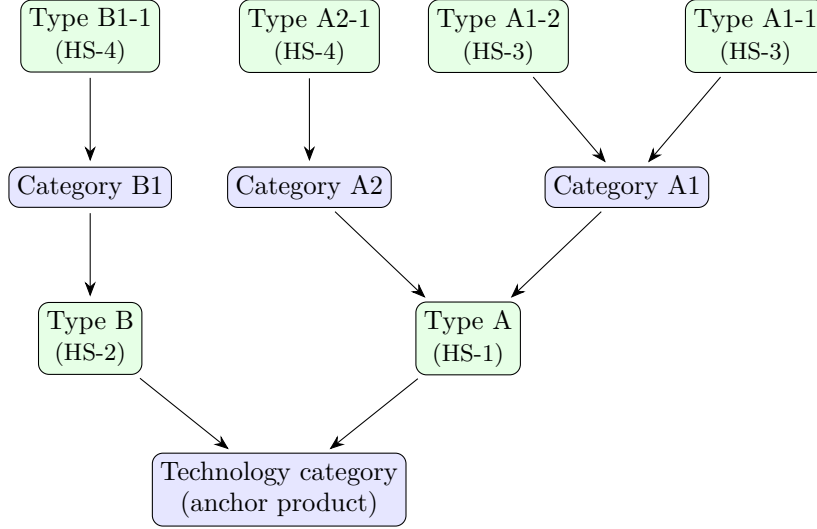 Type B1-1
(HS-4)
Type A2-1
(HS-4)
Type A1-2
(HS-3)
Type A1-1
(HS-3)
Category B1
Category A2
Category A1
Type B
(HS-2)
Type A
(HS-1)
Technology category
(anchor product)